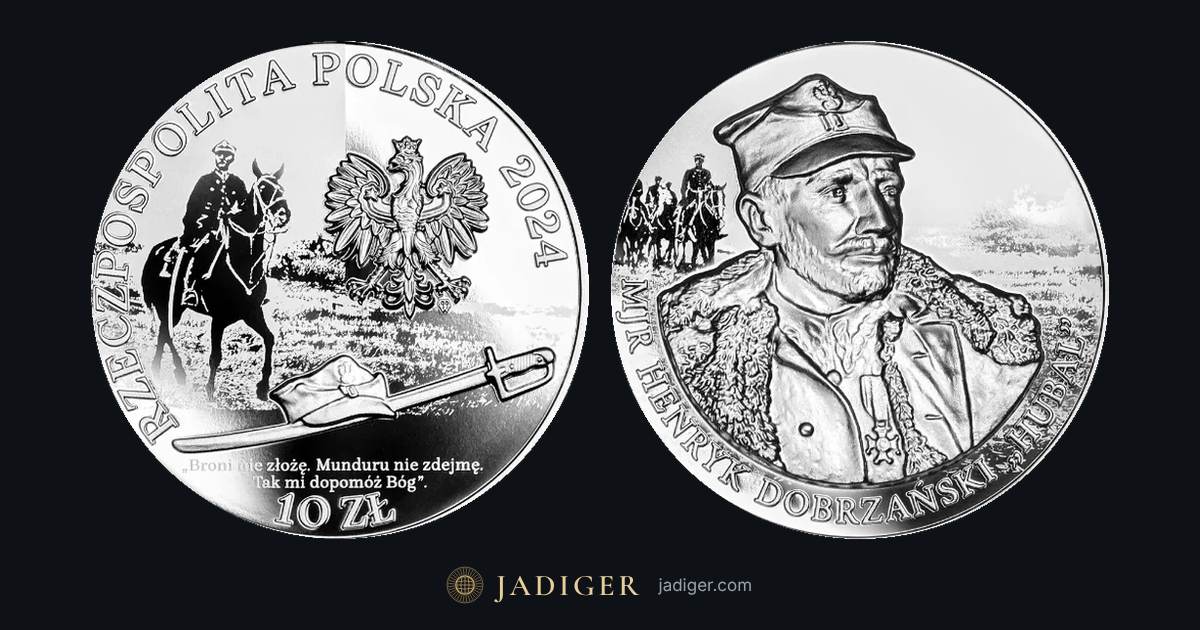 RZECZPOSPOLITA POLSKA 2024
„Broni nie złożę. Munduru nie zdejmę.
Tak mi dopomóż Bóg”.
10 ZŁ
MJR HENRYK DOBRZAŃSKI „HUBAL”
JADIGER jadiger.com